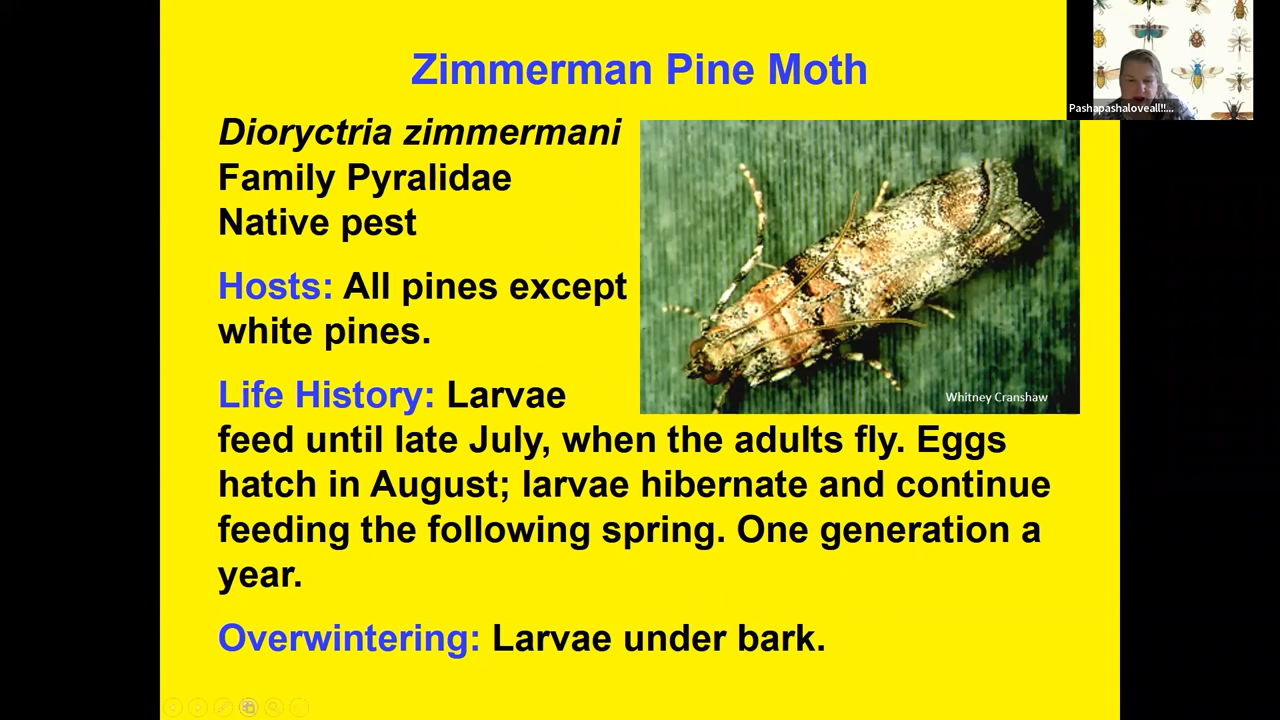 Zimmerman Pine Moth
Pashapashaloveall!!...
Dioryctria zimmermani
Family Pyralidae
Native pest
Hosts: All pines except
white pines.
Life History: Larvae
Whitney Cranshaw
feed until late July, when the adults fly. Eggs
hatch in August; larvae hibernate and continue
feeding the following spring. One generation a
year.
Overwintering: Larvae under bark.